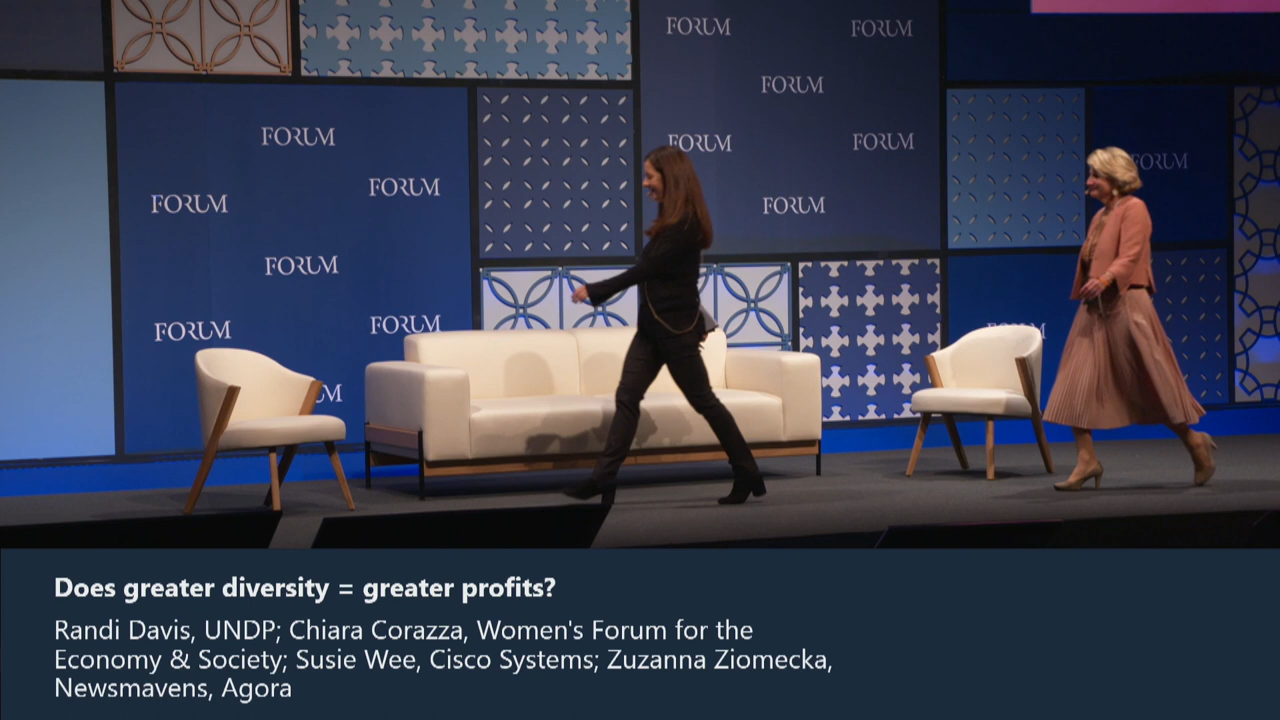 FORUM
FORUM
FORUM
FORUM
FORUM
FORUM
FORUM
FORUM
FORUM
FORUM
FORUM
FORUM
Does greater diversity = greater profits?
Randi Davis, UNDP; Chiara Corazza, Women's Forum for the
Economy & Society; Susie Wee, Cisco Systems; Zuzanna Ziomecka,
Newsmavens, Agora